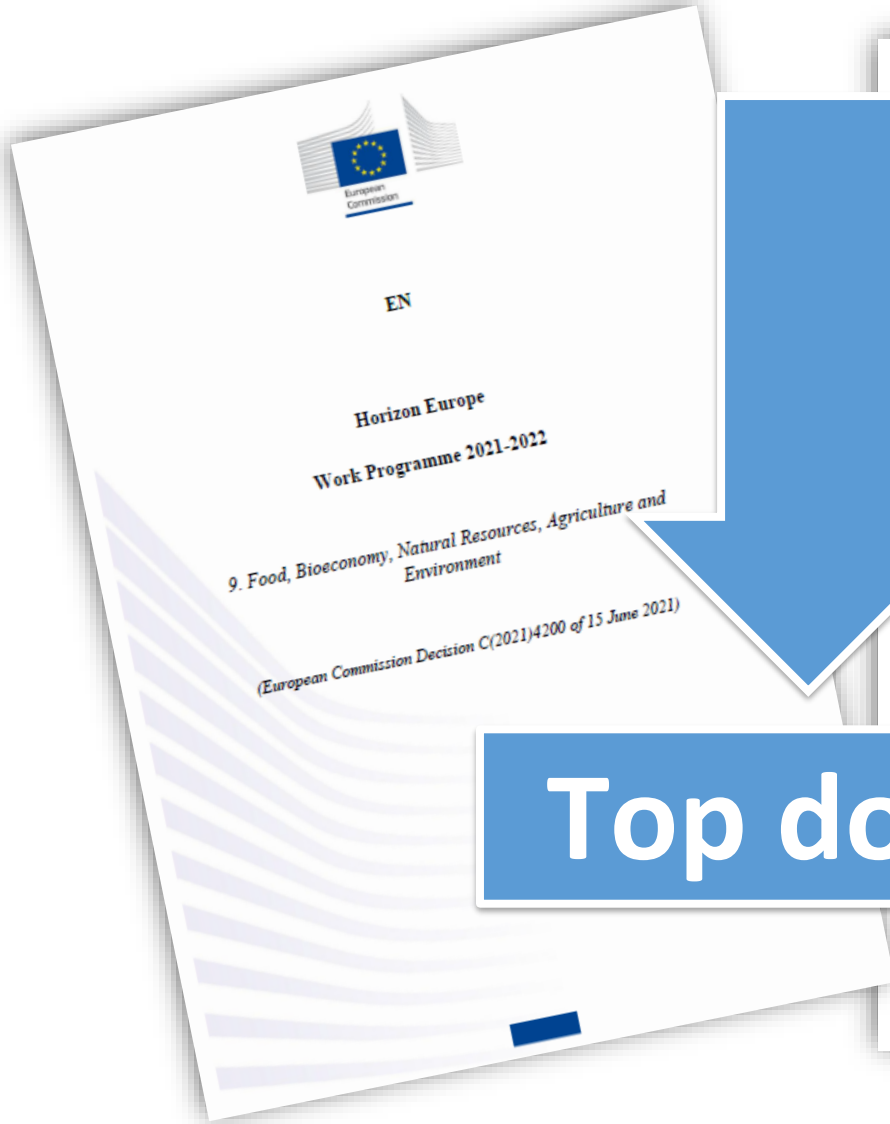 European
Commission
EN
Horizon Europe
Work Programme 2021-2022
9. Food, Bioeconomy, Natural Resources, Agriculture and
Environment
(European Commission Decision C(2021)4200 of 15 June 2021)
Top do